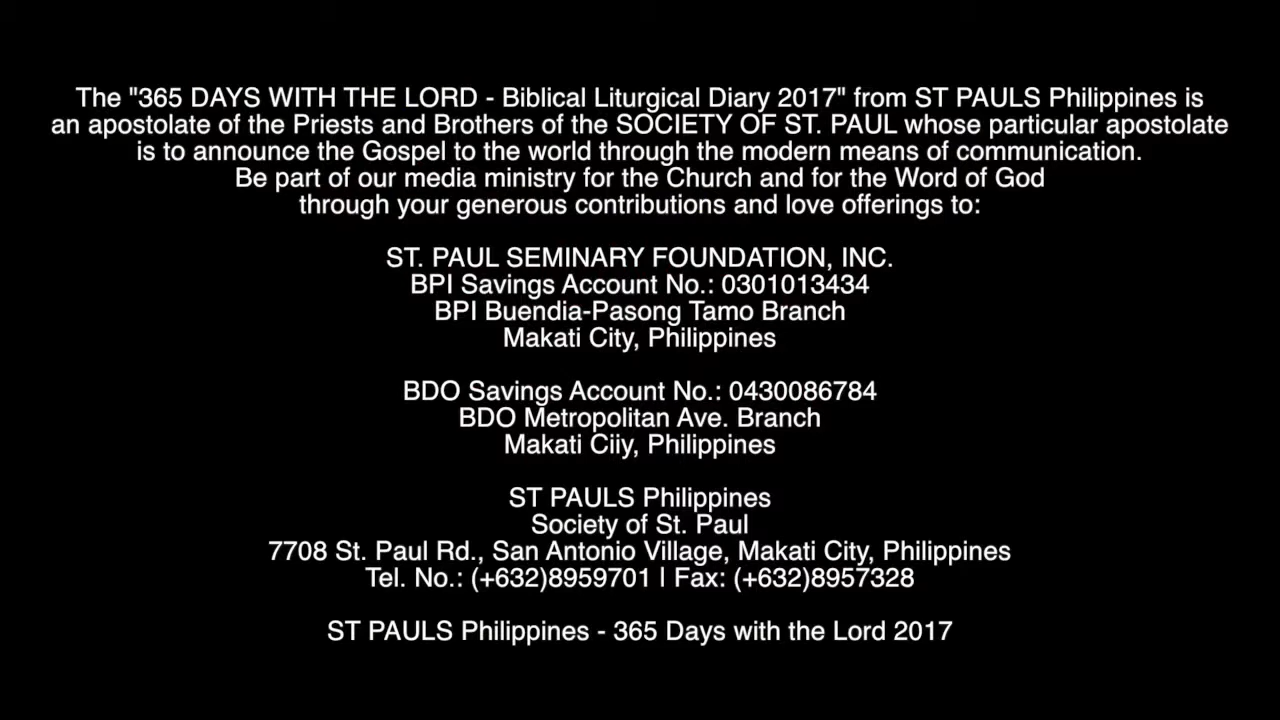 The "365 DAYS WITH THE LORD - Biblical Liturgical Diary 2017" from ST PAULS Philippines is
an apostolate of the Priests and Brothers of the SOCIETY OF ST. PAUL whose particular apostolate
is to announce the Gospel to the world through the modern means of communication.
Be part of our media ministry for the Church and for the Word of God
through your generous contributions and love offerings to:
ST. PAUL SEMINARY FOUNDATION, INC.
BPI Savings Account No.: 0301013434
BPI Buendia-Pasong Tamo Branch
Makati City, Philippines
BDO Savings Account No.: 0430086784
BDO Metropolitan Ave. Branch
Makati Ciiy, Philippines
ST PAULS Philippines
Society of St. Paul
7708 St. Paul Rd., San Antonio Village, Makati City, Philippines
Tel. No.: (+632)8959701 | Fax: (+632)8957328
ST PAULS Philippines - 365 Days with the Lord 2017